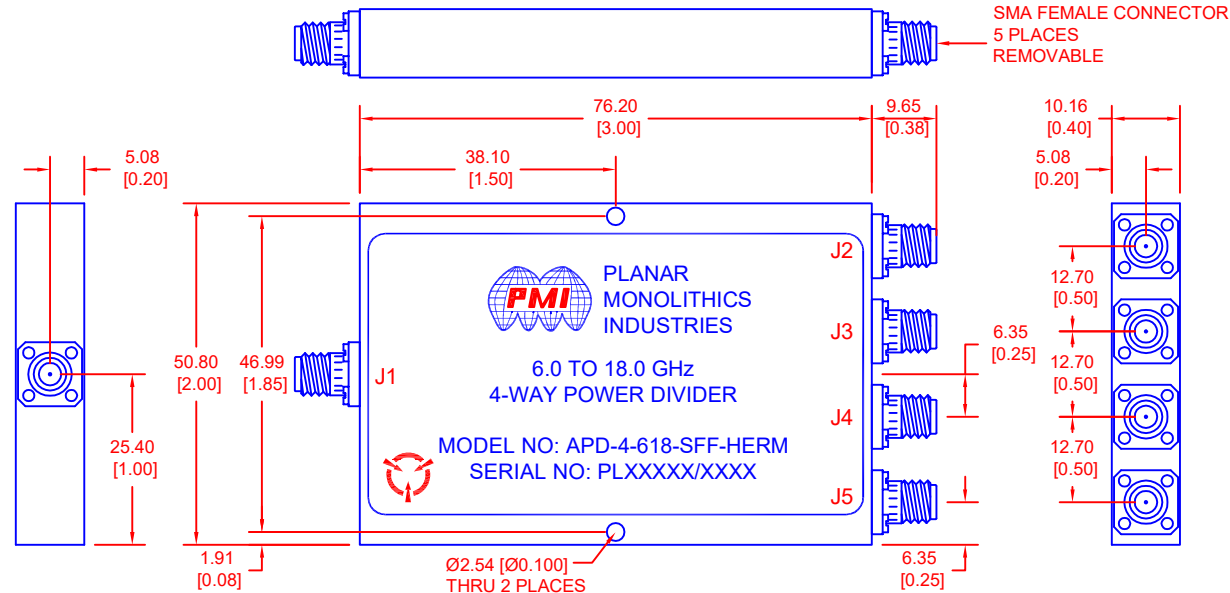 SMA FEMALE CONNECTOR
5 PLACES
REMOVABLE
76.20
[3.00]
9.65
[0.38]
10.16
[0.40]
5.08
[0.20]
38.10
[1.50]
5.08
[0.20]
J2
PMI
PLANAR
MONOLITHICS
INDUSTRIES
12.70
[0.50]
J3
6.35
[0.25]
50.80
[2.00]
46.99
[1.85]
J1
6.0 TO 18.0 GHz
4-WAY POWER DIVIDER
12.70
[0.50]
J4
25.40
[1.00]
MODEL NO: APD-4-618-SFF-HERM
SERIAL NO: PLXXXXX/XXXX
12.70
[0.50]
J5
1.91
[0.08]
Ø2.54 [Ø0.100]
THRU 2 PLACES
6.35
[0.25]